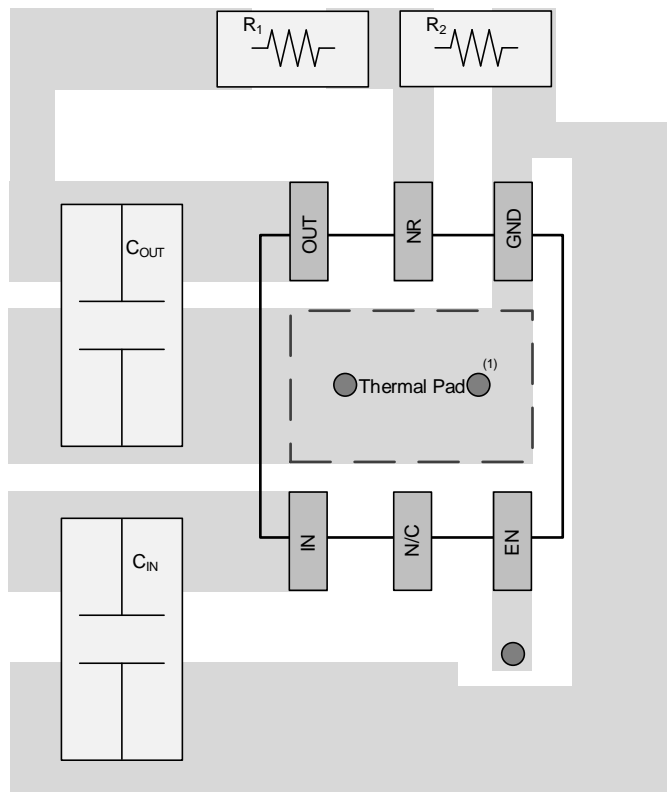 R1
R2
OUT
NR
GND
COUT
(1)
Thermal Pad
IN
N/C
EN
CIN